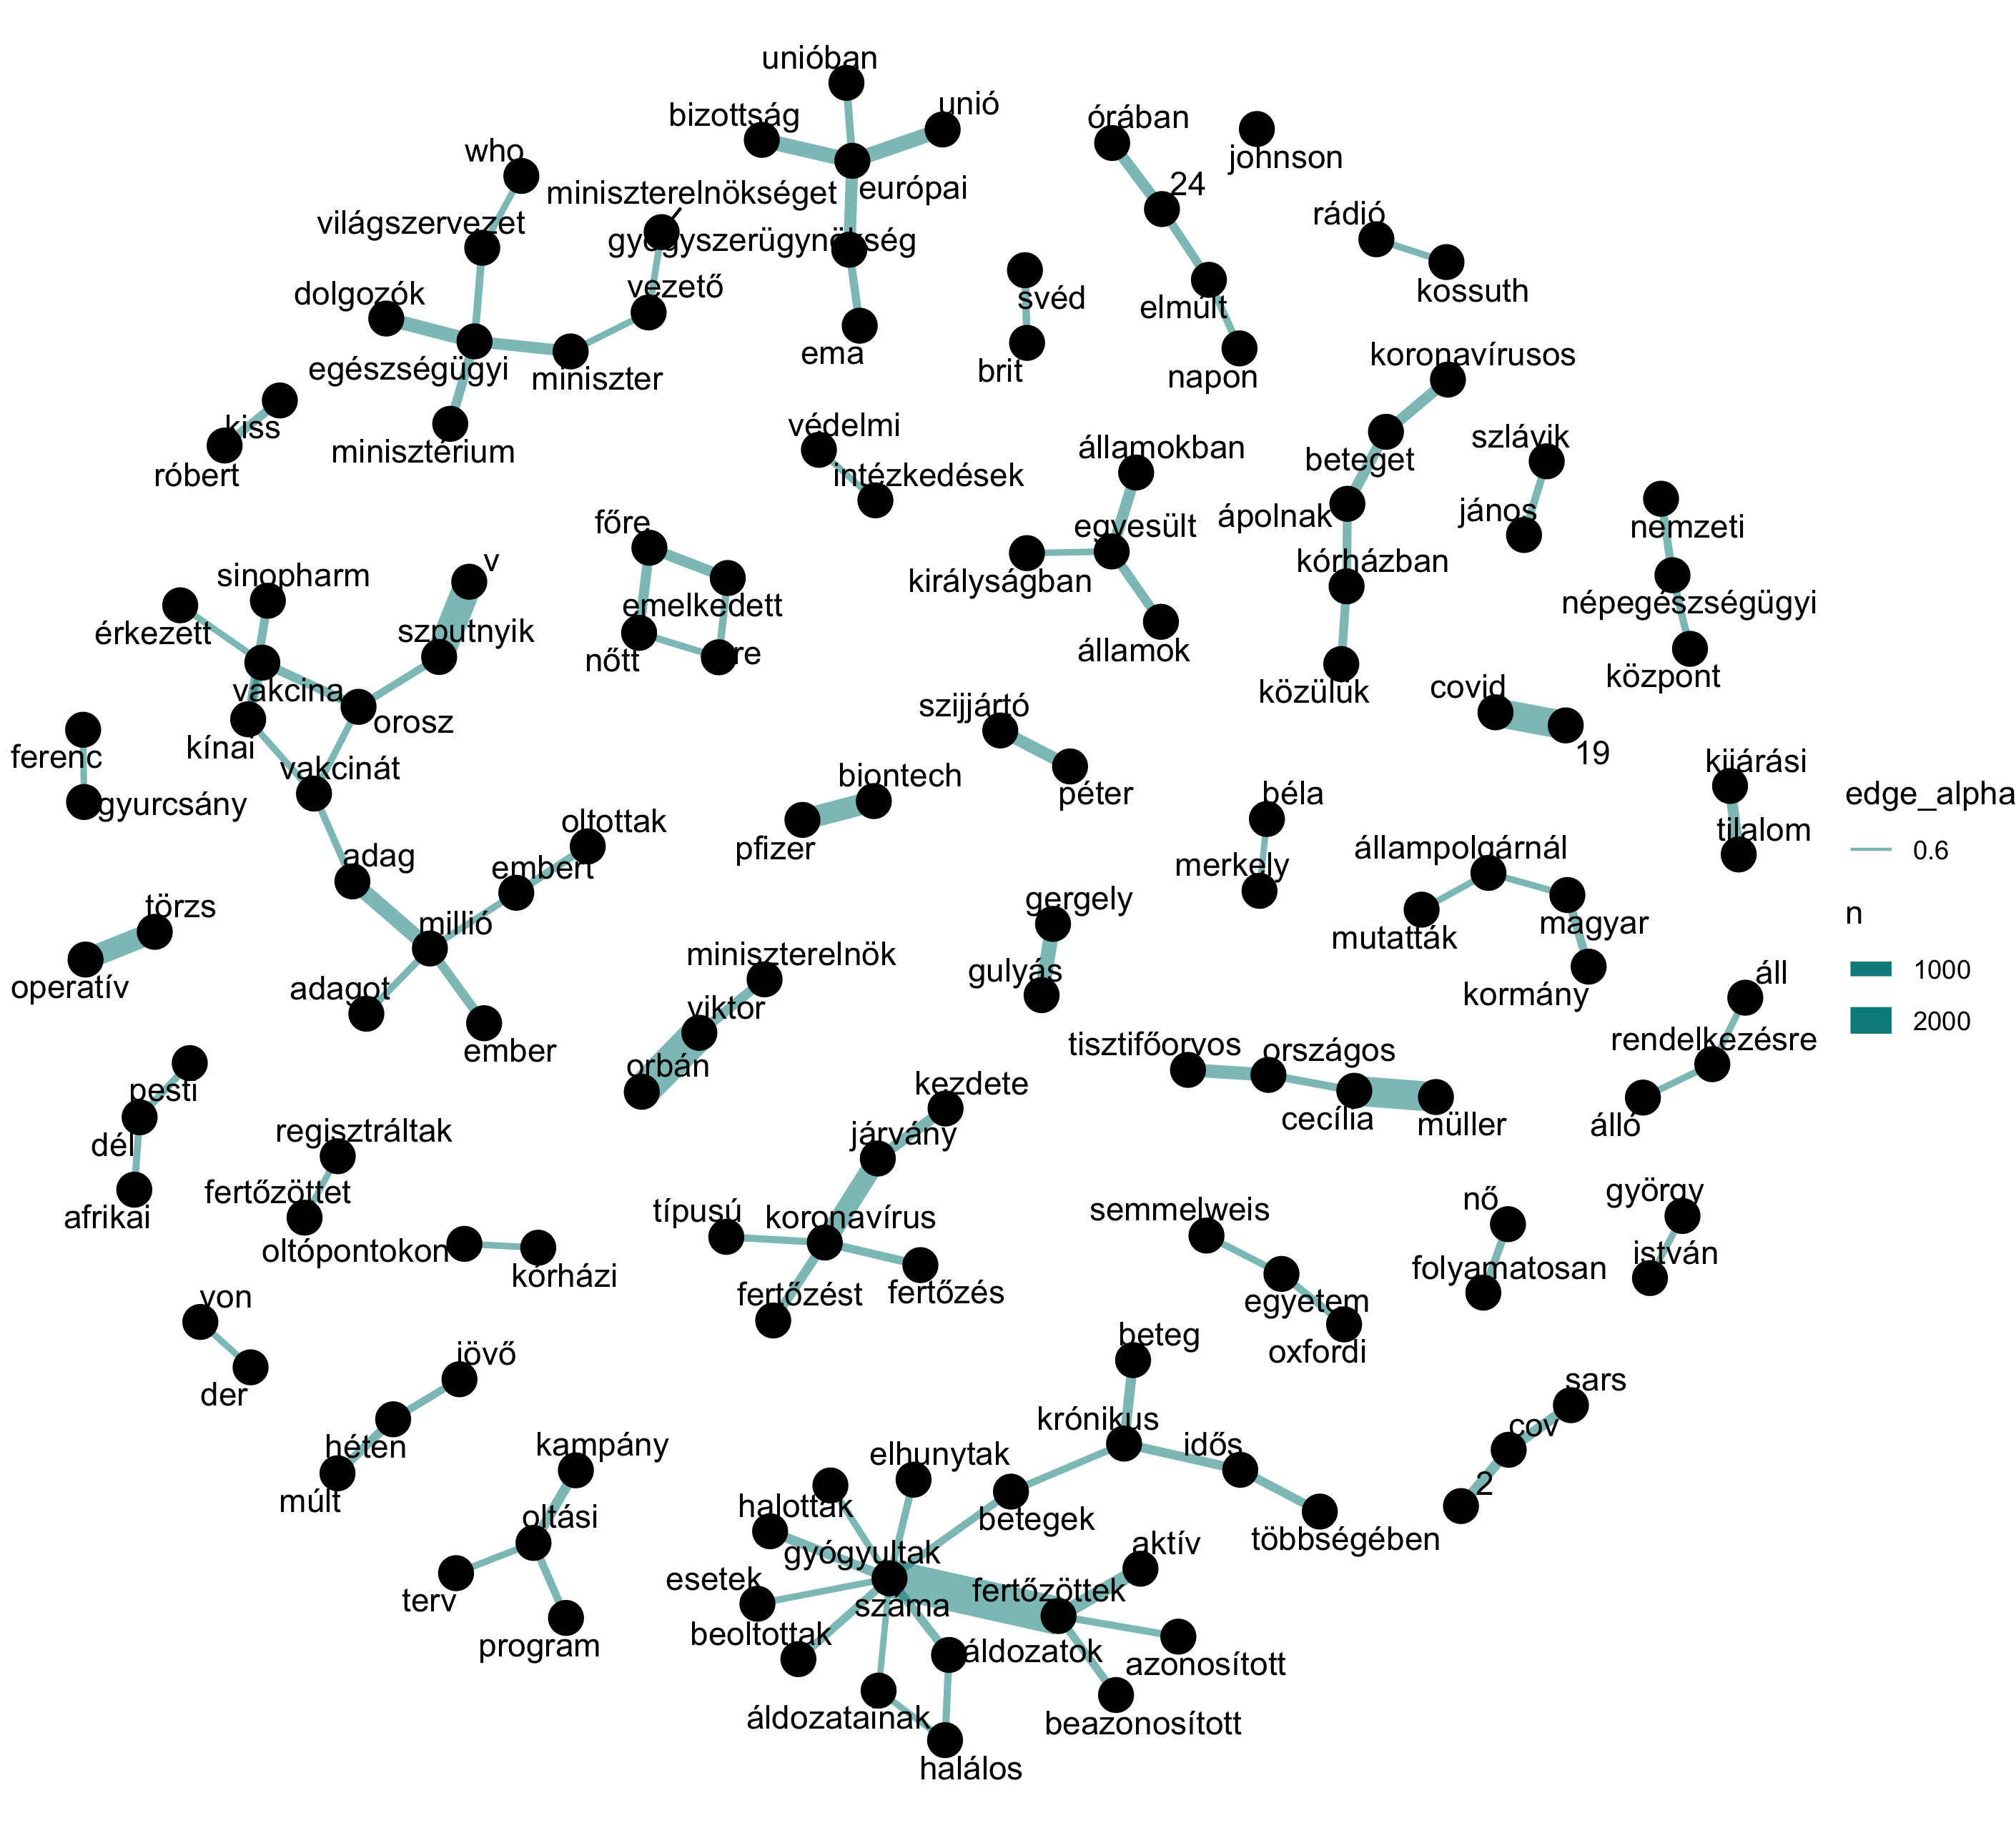 unióban
bizottság
unió
órában
johnson
who
miniszterelnökséget
európai
24
világszervezet
gyógyszerügynökség
rádió
dolgozók
vezető
svéd
elmúlt
kossuth
egészségügyi
miniszter
ema
brit
napon
koronavírusos
kiss
róbert
minisztérium
védelmi
intézkedések
államokban
beteget
szlávik
főre
egyesült
ápolnak
jános
nemzeti
sinopharm
v
királyságban
kórházban
érkezett
szputnyik
emelkedett
népegészségügyi
nőtt
re
államok
központ
vakcina
orosz
közülük
covid
19
ferenc
kínai
vakcinát
szijjártó
kijárási
gyurcsány
biontech
péter
béla
edge_alpha
pfizer
oltottak
tilalom
adag
embert
merkely
állampolgárnál
0.6
törzs
millió
gergely
mutatták
magyar
n
operatív
adagot
miniszterelnök
gulyás
kormány
áll
1000
viktor
ember
2000
orbán
tisztifőorvos
országos
rendelkezésre
pesti
kezdete
cecília
müller
álló
dél
regisztráltak
járvány
afrikai
fertőzöttet
típusú
koronavírus
semmelweis
nő
györgy
oltópontokon
kórházi
folyamatosan
istván
fertőzést
fertőzés
egyetem
von
beteg
oxfordi
der
jövő
sars
héten
kampány
krónikus
idős
cov
múlt
elhunytak
2
halottak
betegek
többségében
oltási
gyógyultak
aktív
terv
esetek
száma
fertőzöttek
program
beoltottak
áldozatok
azonosított
áldozatainak
beazonosított
halálos